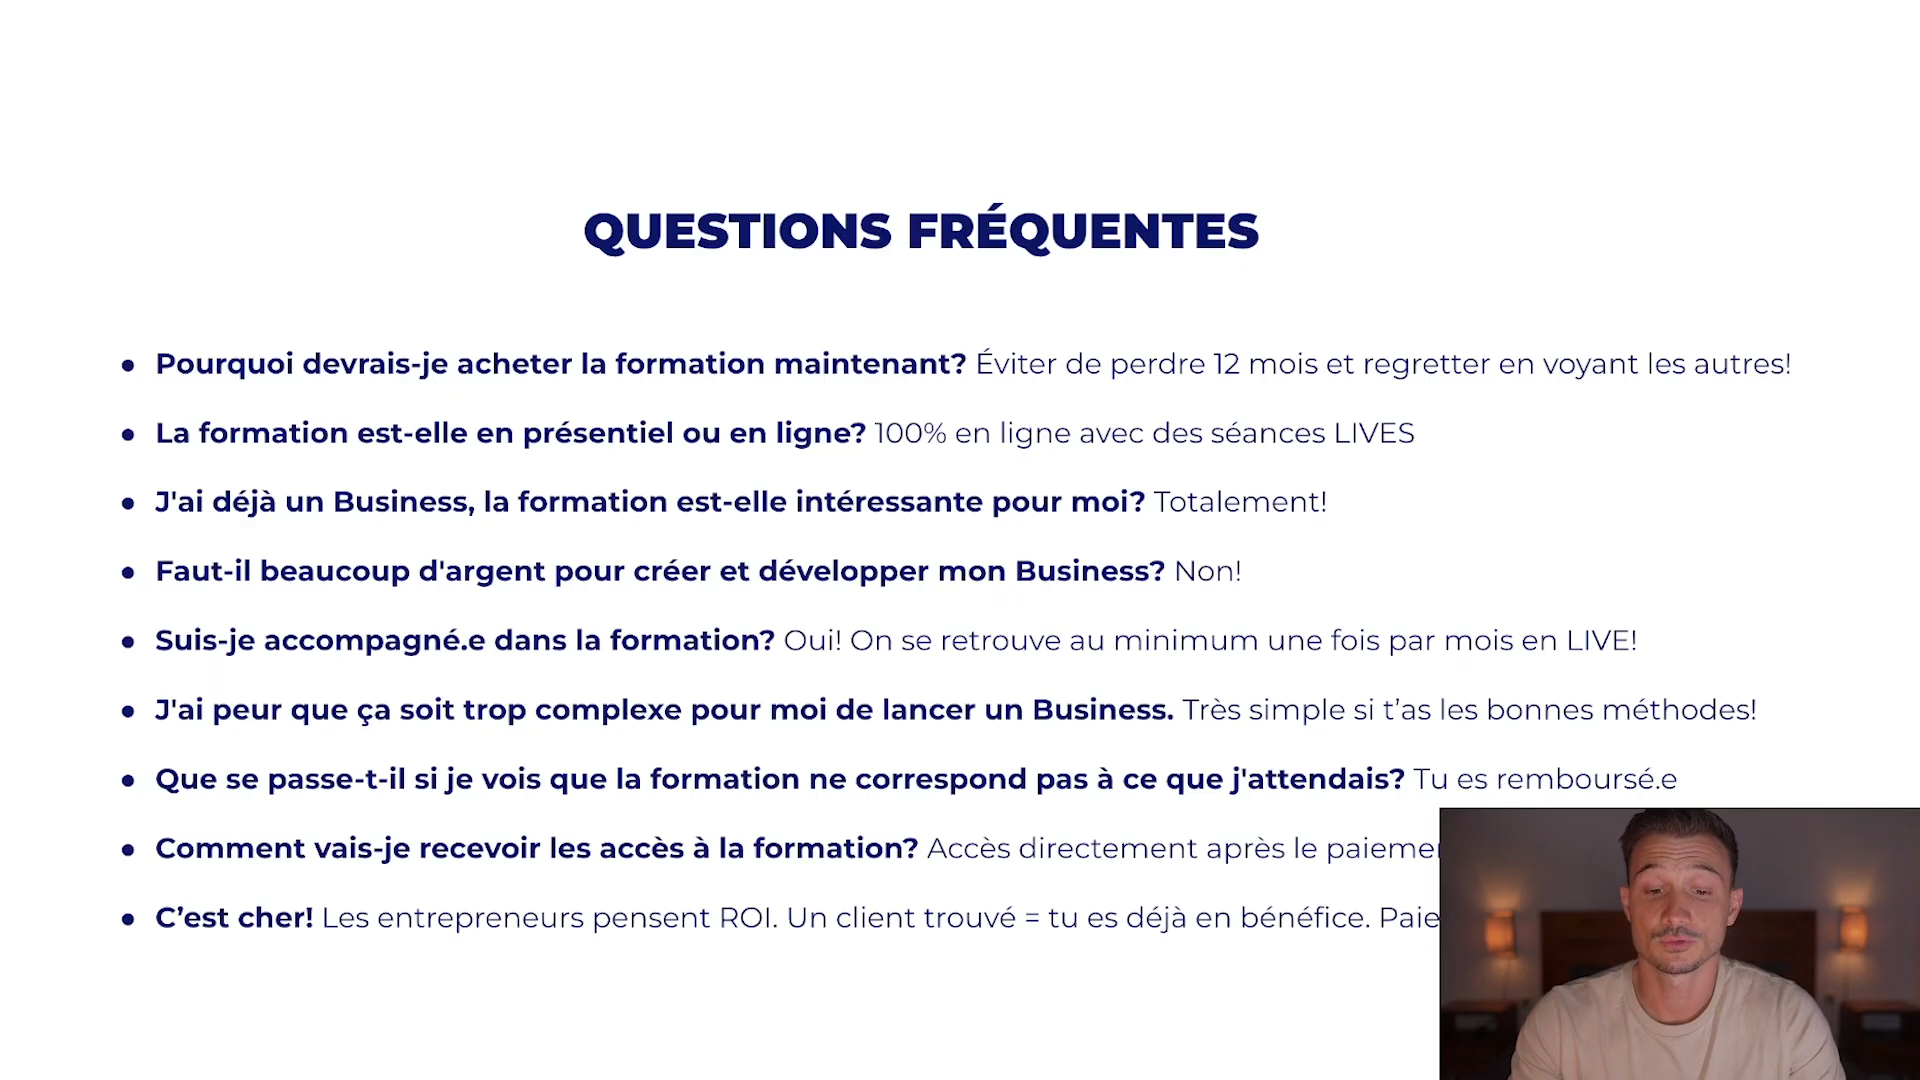 QUESTIONS FRÉQUENTES
● Pourquoi devrais-je acheter la formation maintenant? Éviter de perdre 12 mois et regretter en voyant les autres!
● La formation est-elle en présentiel ou en ligne? 100% en ligne avec des séances LIVES
● J'ai déjà un Business, la formation est-elle intéressante pour moi? Totalement!
● Faut-il beaucoup d'argent pour créer et développer mon Business? Non!
● Suis-je accompagné.e dans la formation? Oui! On se retrouve au minimum une fois par mois en LIVE!
● J'ai peur que ça soit trop complexe pour moi de lancer un Business. Très simple si t’as les bonnes méthodes!
● Que se passe-t-il si je vois que la formation ne correspond pas à ce que j'attendais? Tu es remboursé.e
● Comment vais-je recevoir les accès à la formation? Accès directement après le
● C’est cher! Les entrepreneurs pensent ROI. Un client trouvé = tu es déjà en bénéfice.